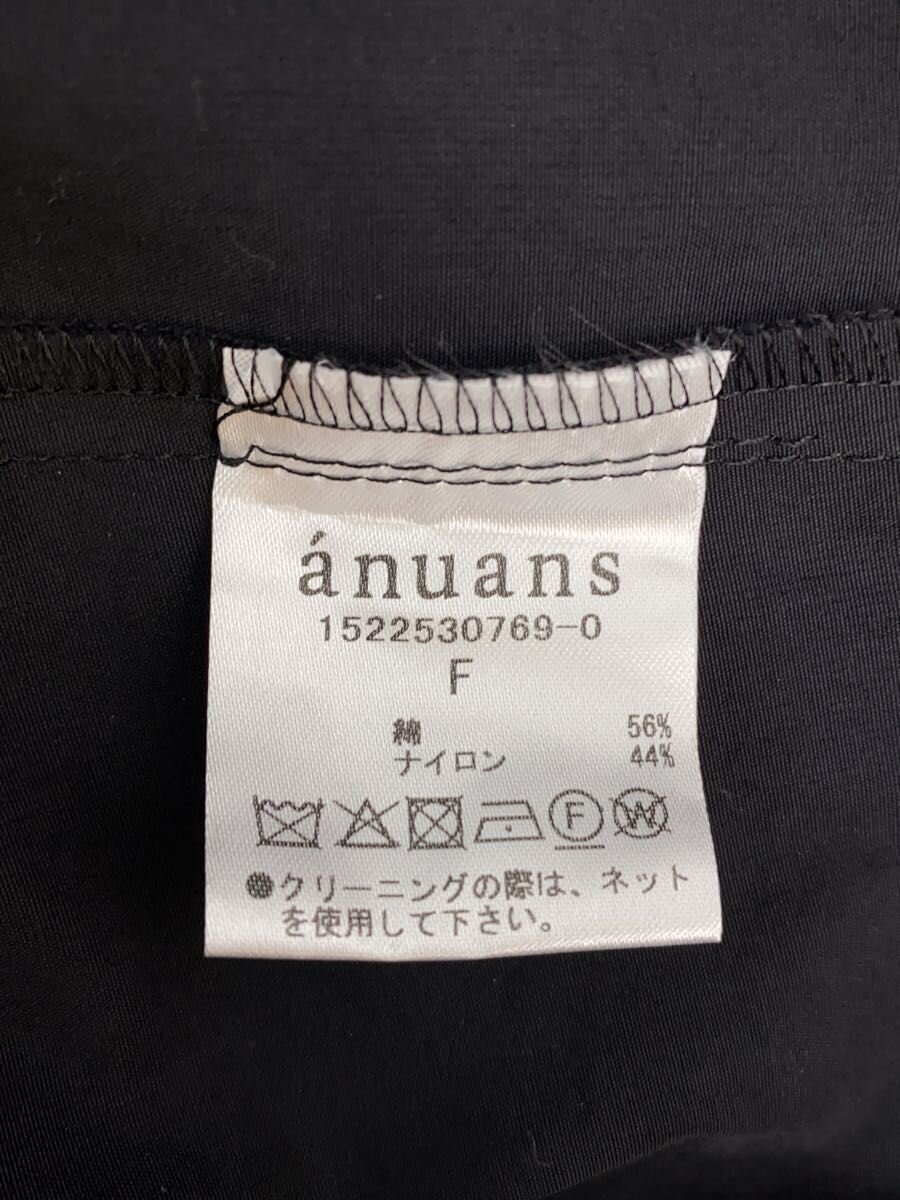 ánuans
1522530769-0
F
綿 56%
ナイロン 44%
F W
●クリーニングの際は、ネット
を使用して下さい。